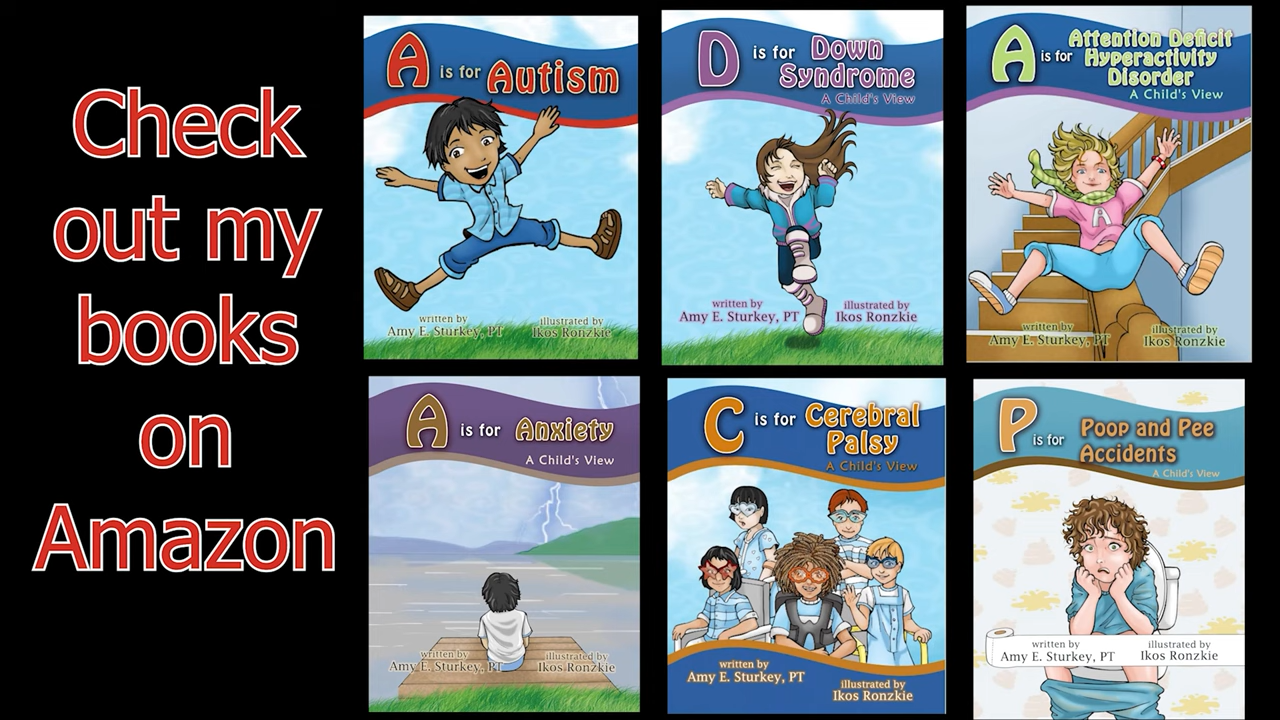 Check
out my
books
on
Amazon
A is for Autism
written by
Amy E. Sturkey, PT
illustrated by
Ikos Ronzkie
D is for Down
Syndrome
A Child's View
written by
Amy E. Sturkey, PT
illustrated by
Ikos Ronzkie
A is for Attention Deficit
Hyperactivity
Disorder
A Child's View
A
written by
Amy E. Sturkey, PT
illustrated by
Ikos Ronzkie
A is for Anxiety
A Child's View
written by
Amy E. Sturkey, PT
illustrated by
Ikos Ronzkie
C is for Cerebral
Palsy
A Child's View
written by
Amy E. Sturkey, PT
illustrated by
Ikos Ronzkie
P is for Poop and Pee
Accidents
A Child's View
written by
Amy E. Sturkey, PT
illustrated by
Ikos Ronzkie